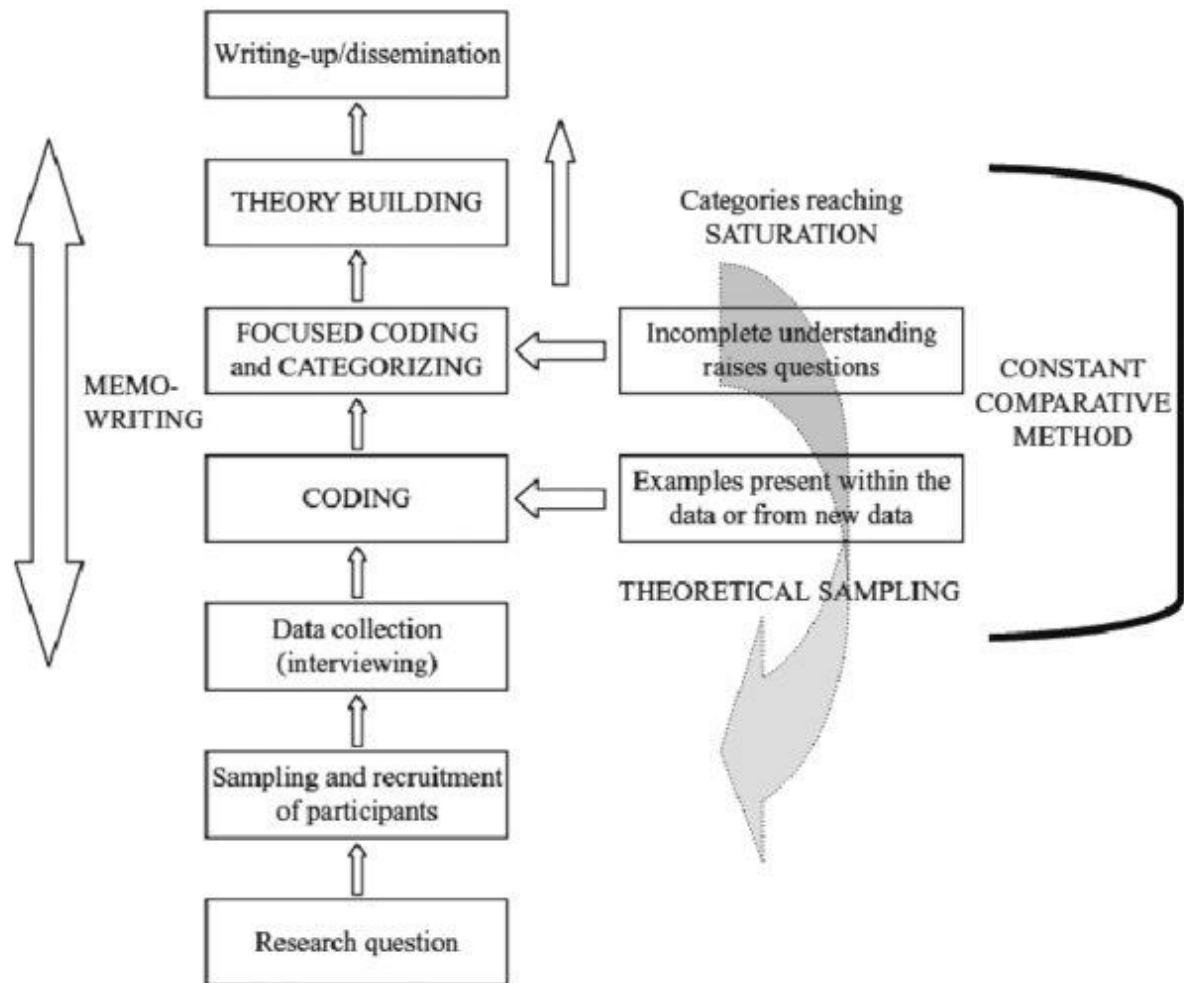 Writing-up/dissemination
THEORY BUILDING
Categories reaching
SATURATION
FOCUSED CODING
and CATEGORIZING
Incomplete understanding
raises questions
MEMO-
WRITING
CONSTANT
COMPARATIVE
METHOD
CODING
Examples present within the
data or from new data
THEORETICAL SAMPLING
Data collection
(interviewing)
Sampling and recruitment
of participants
Research question